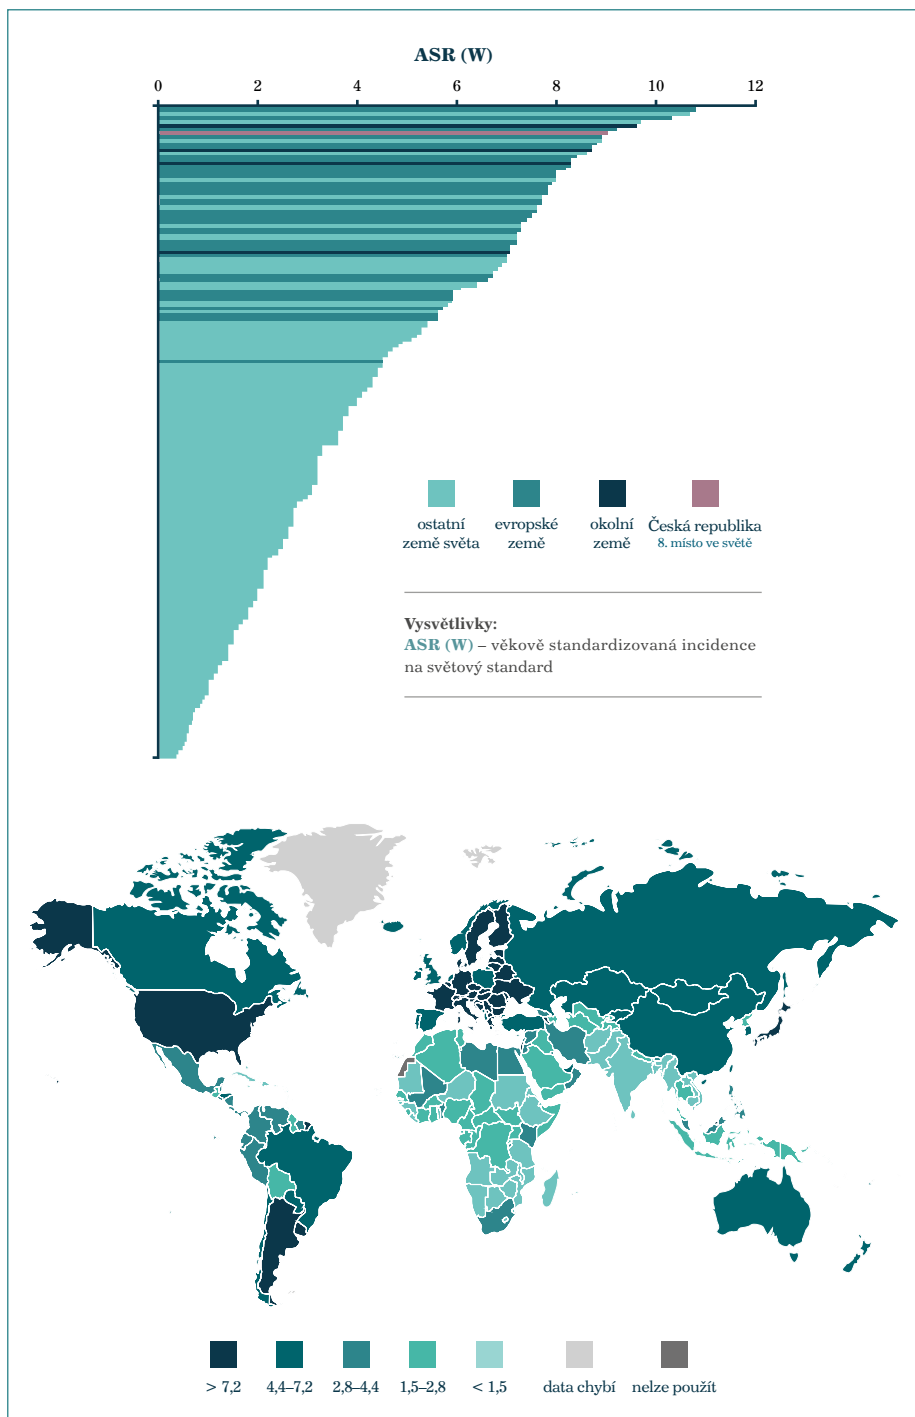 ASR (W)
0 2 4 6 8 10 12
ostatní země světa
evropské země
okolní země
Česká republika
8. místo ve světě
Vysvětlivky:
ASR (W) – věkově standardizovaná incidence
na světový standard
> 7,2 4,4–7,2 2,8–4,4 1,5–2,8 < 1,5 data chybí nelze použít